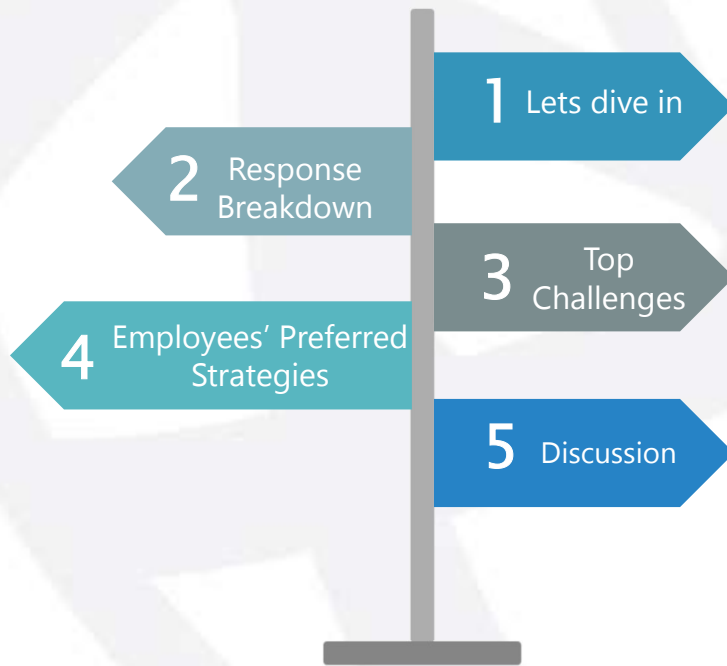 1 Lets dive in
2 Response
Breakdown
3 Top
Challenges
4 Employees’ Preferred
Strategies
5 Discussion